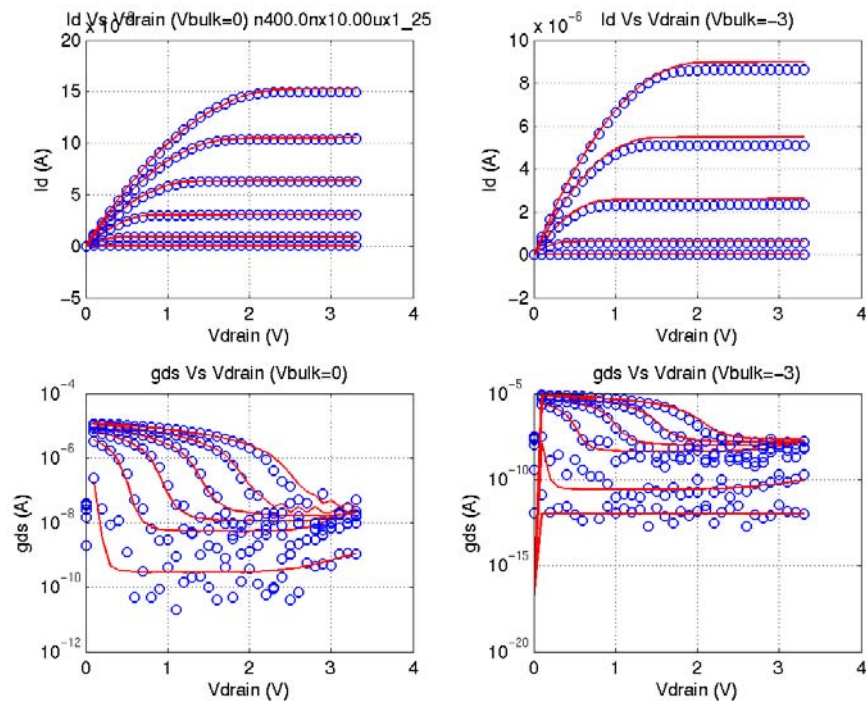 Id Vs Vdrain (Vbulk=0) n400.0nx10.00ux1_25
20
15
10
5
0
-5
Id (A)
0 1 2 3 4
Vdrain (V)
Id Vs Vdrain (Vbulk=-3)
x 10^-6
10
8
6
4
2
0
-2
Id (A)
0 1 2 3 4
Vdrain (V)
gds Vs Vdrain (Vbulk=0)
10^-4
10^-6
10^-8
10^-10
10^-12
gds (A)
0 1 2 3 4
Vdrain (V)
gds Vs Vdrain (Vbulk=-3)
10^-5
10^-10
10^-15
10^-20
gds (A)
0 1 2 3 4
Vdrain (V)